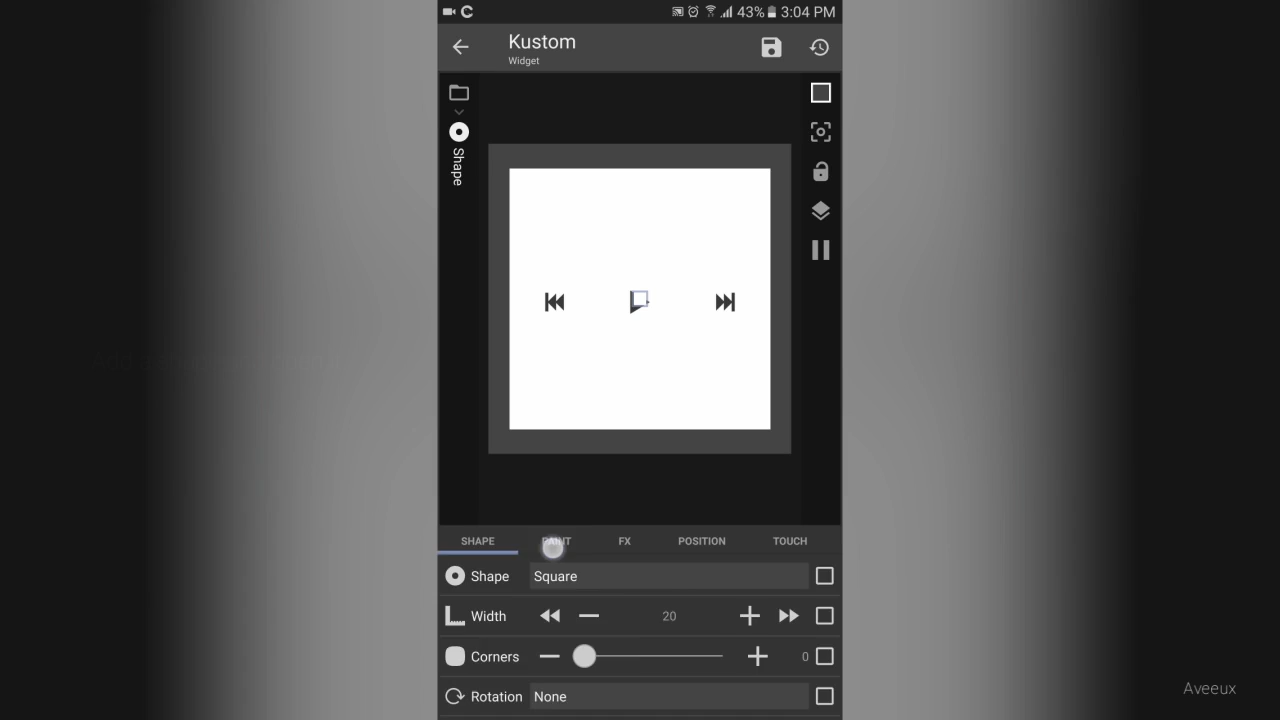 43% 3:04 PM
Kustom
Widget
Shape
SHAPE PAINT FX POSITION TOUCH
Shape Square
Width 20
Corners 0
Rotation None
Aveeux